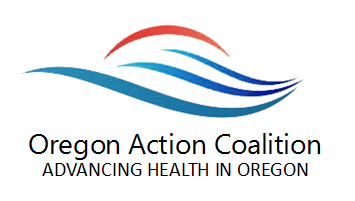 Oregon Action Coalition
ADVANCING HEALTH IN OREGON